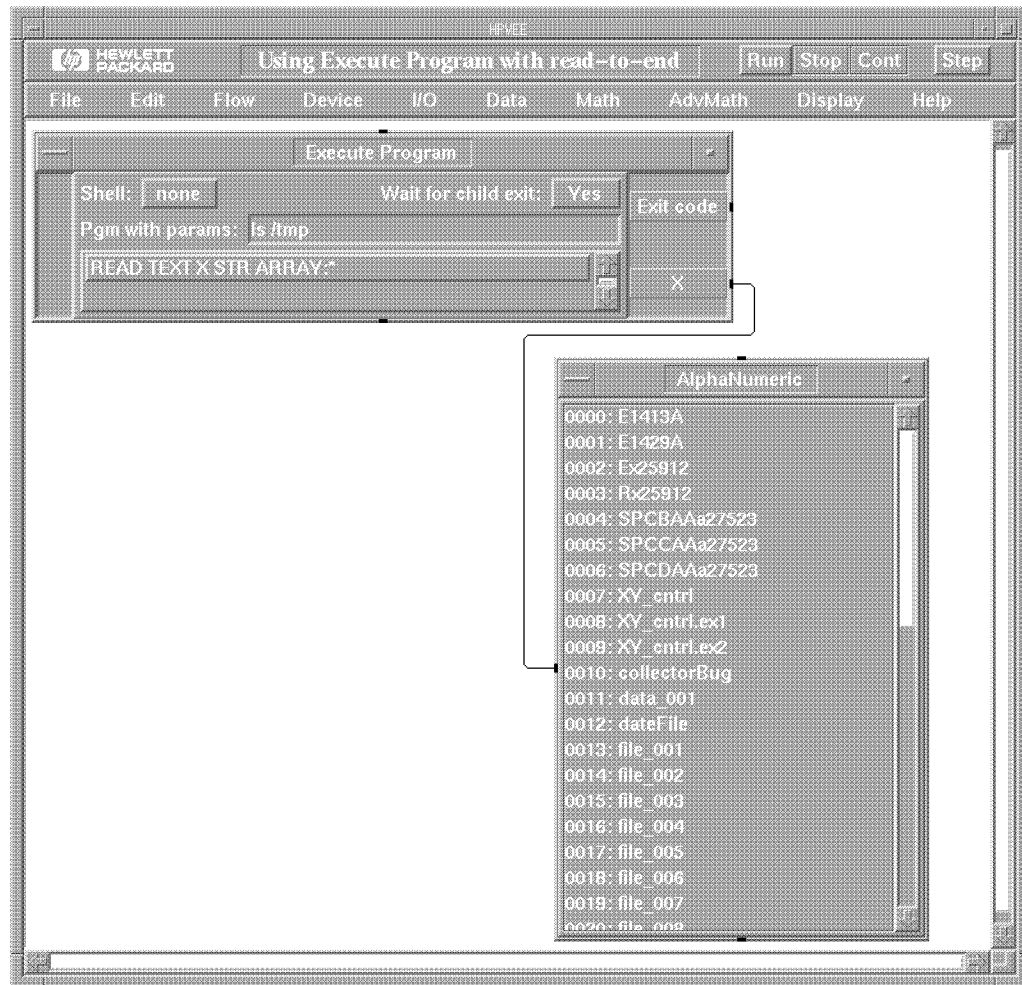 HPVEE
hp HEWLETT PACKARD Using Execute Program with read-to-end Run Stop Cont Step
File Edit Flow Device I/O Data Math AdvMath Display Help
Execute Program
Shell: none Wait for child exit: Yes
Exit code
Pgm with params: ls /tmp
READ TEXT X STR ARRAY:*
X
AlphaNumeric
0000: E1413A
0001: E1429A
0002: Ex25912
0003: Rx25912
0004: SPCBAAa27523
0005: SPCCAAa27523
0006: SPCDAAa27523
0007: XY_cntrl
0008: XY_cntrl.ex1
0009: XY_cntrl.ex2
0010: collectorBug
0011: data_001
0012: dateFile
0013: file_001
0014: file_002
0015: file_003
0016: file_004
0017: file_005
0018: file_006
0019: file_007
0020: file_008